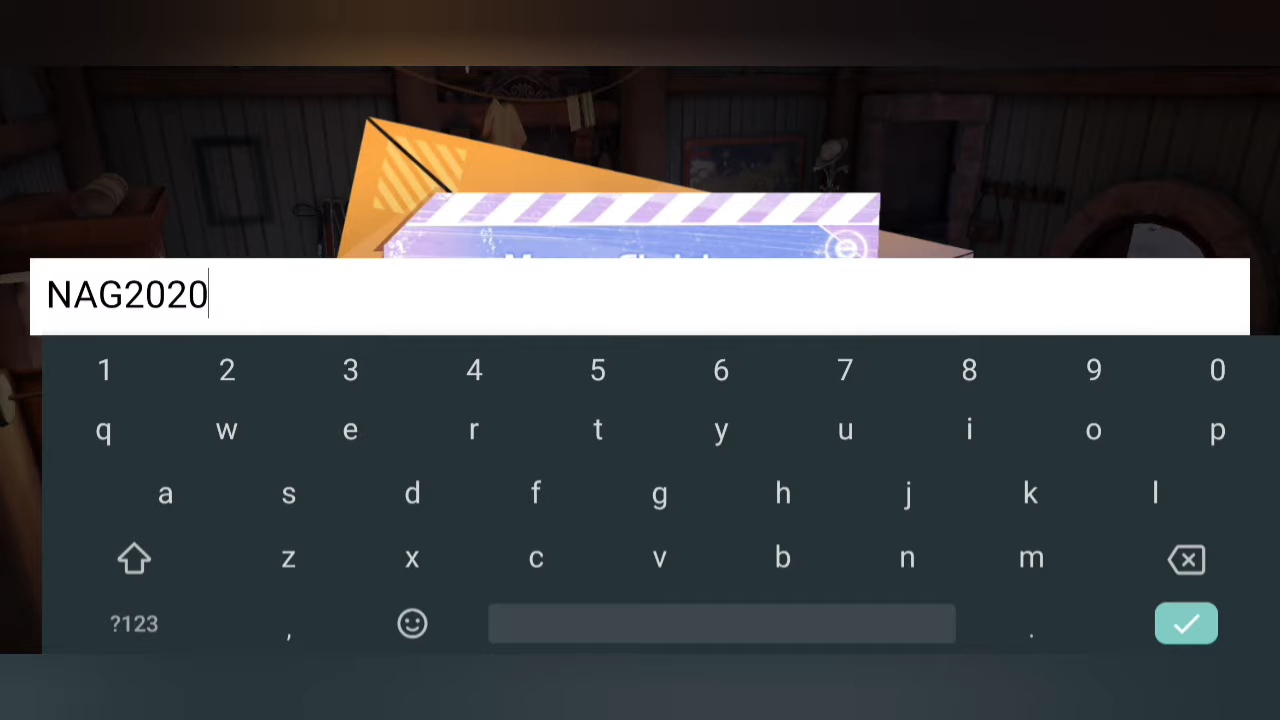 NAG2020
1 2 3 4 5 6 7 8 9 0
q w e r t y u i o p
a s d f g h j k l
z x c v b n m
?123 , .